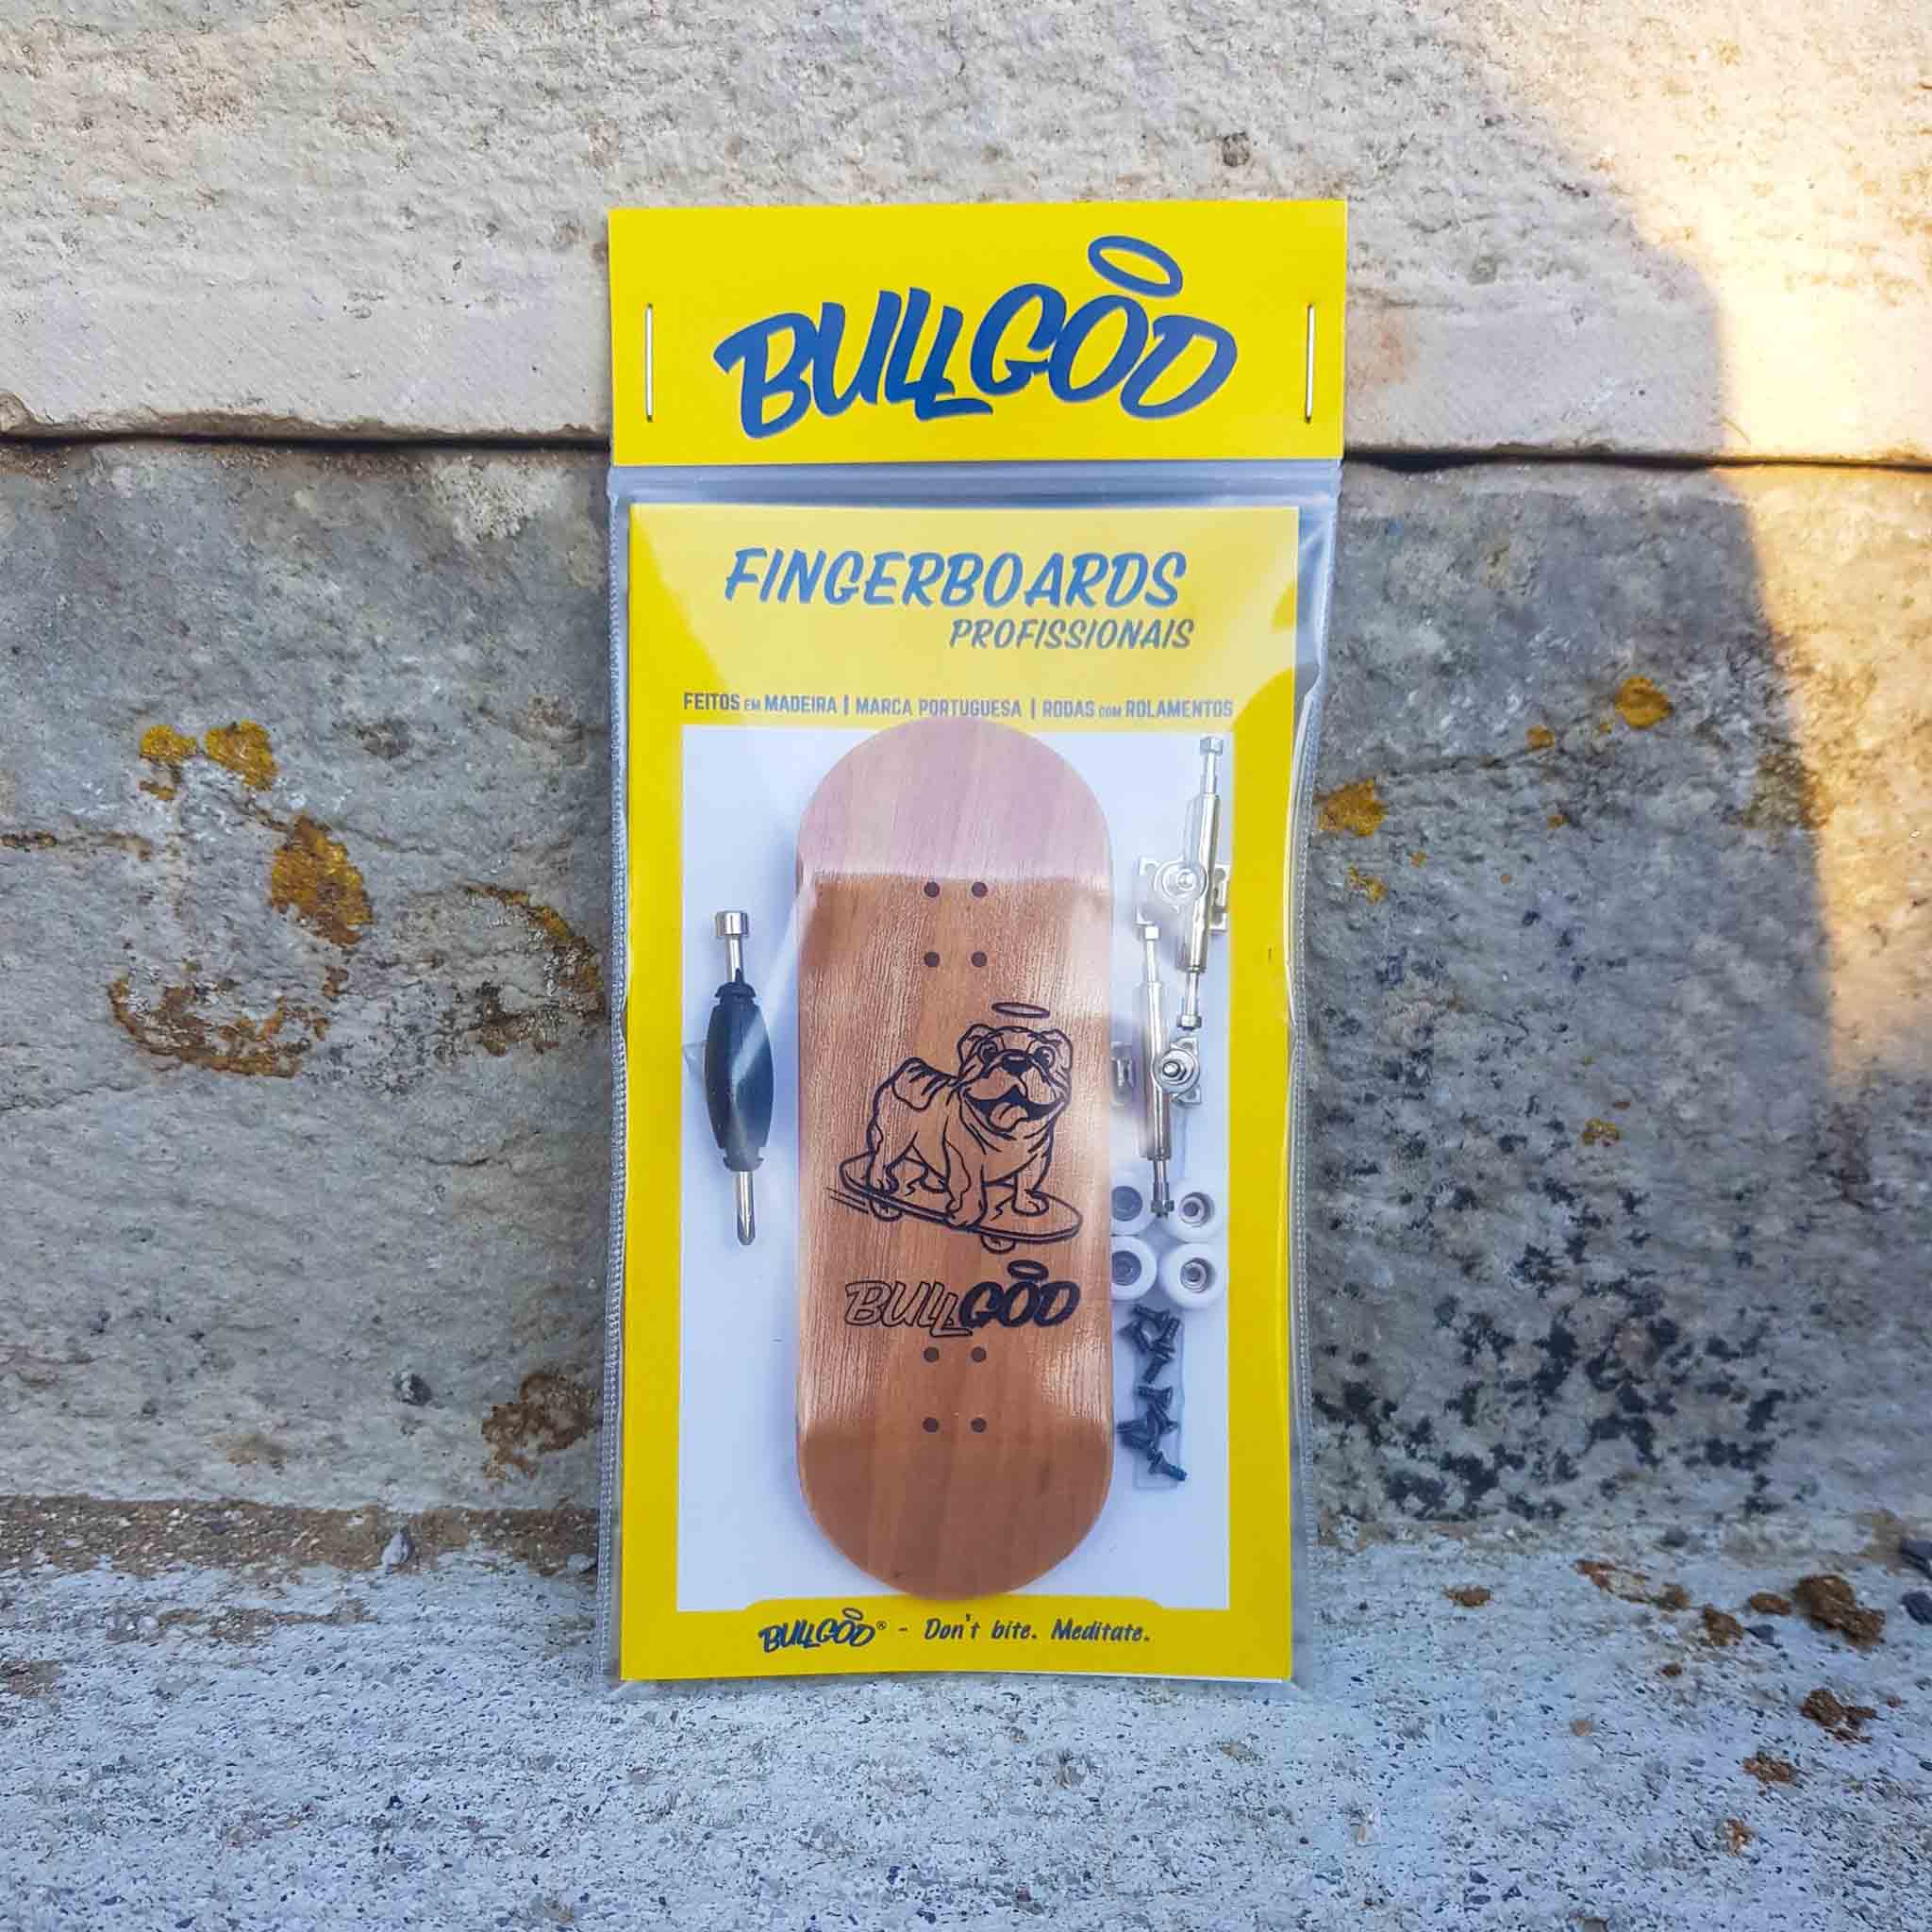 BULLGOD
FINGERBOARDS
PROFISSIONAIS
FEITOS EM MADEIRA | MARCA PORTUGUESA | RODAS COM ROLAMENTOS
BULLGOD
BULLGOD® - Don't bite. Meditate.